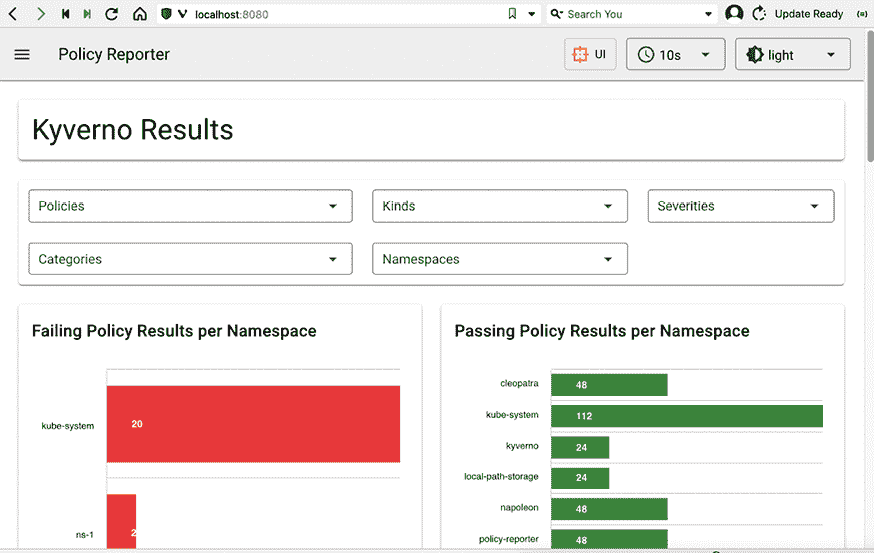 localhost:8080
Search You
Update Ready
Policy Reporter
UI
10s
light
Kyverno Results
Policies
Kinds
Severities
Categories
Namespaces
Failing Policy Results per Namespace
kube-system
20
ns-1
2
Passing Policy Results per Namespace
cleopatra
48
kube-system
112
kyverno
24
local-path-storage
24
napoleon
48
policy-reporter
48